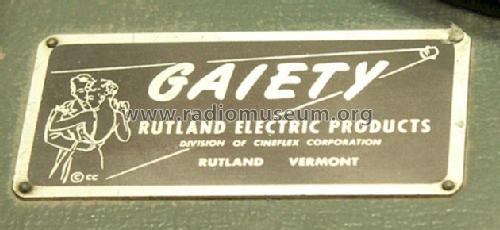 GAIETY
www.radiomuseum.org
RUTLAND ELECTRIC PRODUCTS
DIVISION OF CINEFLEX CORPORATION
RUTLAND VERMONT
© CC